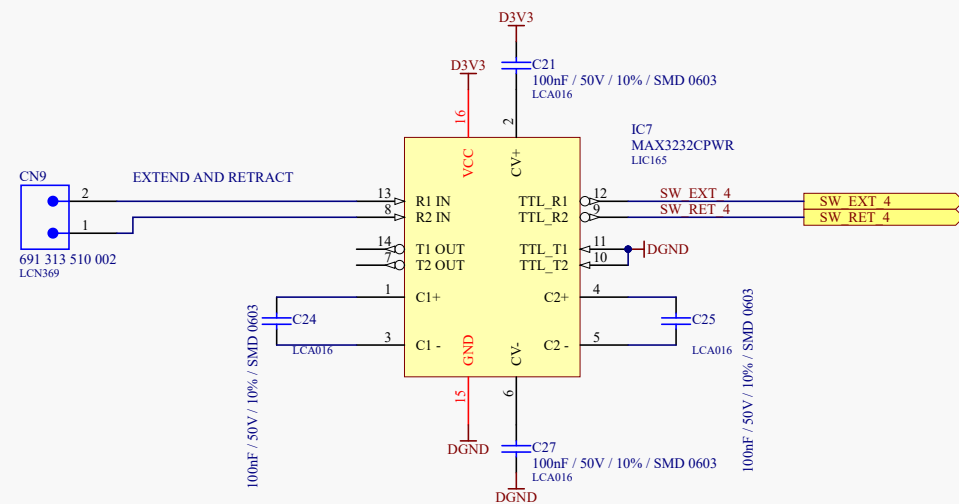 D3V3
C21
100nF / 50V / 10% / SMD 0603
LCA016
D3V3
16
2
IC7
MAX3232CPWR
LIC165
VCC
CV+
CN9
2
EXTEND AND RETRACT
13
R1 IN
TTL_R1
12
SW_EXT_4
SW_EXT_4
1
8
R2 IN
TTL_R2
9
SW_RET_4
SW_RET_4
691 313 510 002
LCN369
14
T1 OUT
TTL_T1
11
DGND
7
T2 OUT
TTL_T2
10
1
C1+
C2+
4
C24
LCA016
100nF / 50V / 10% / SMD 0603
C25
LCA016
100nF / 50V / 10% / SMD 0603
3
C1 -
C2 -
5
GND
CV-
15
6
DGND
C27
100nF / 50V / 10% / SMD 0603
LCA016
DGND